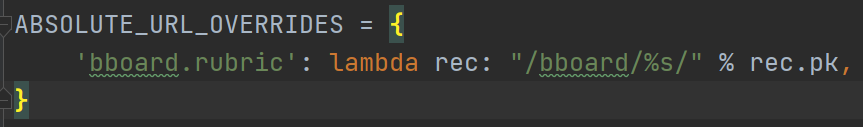 ABSOLUTE_URL_OVERRIDES = {
    'bboard.rubric': lambda rec: "/bboard/%s/" % rec.pk,
}